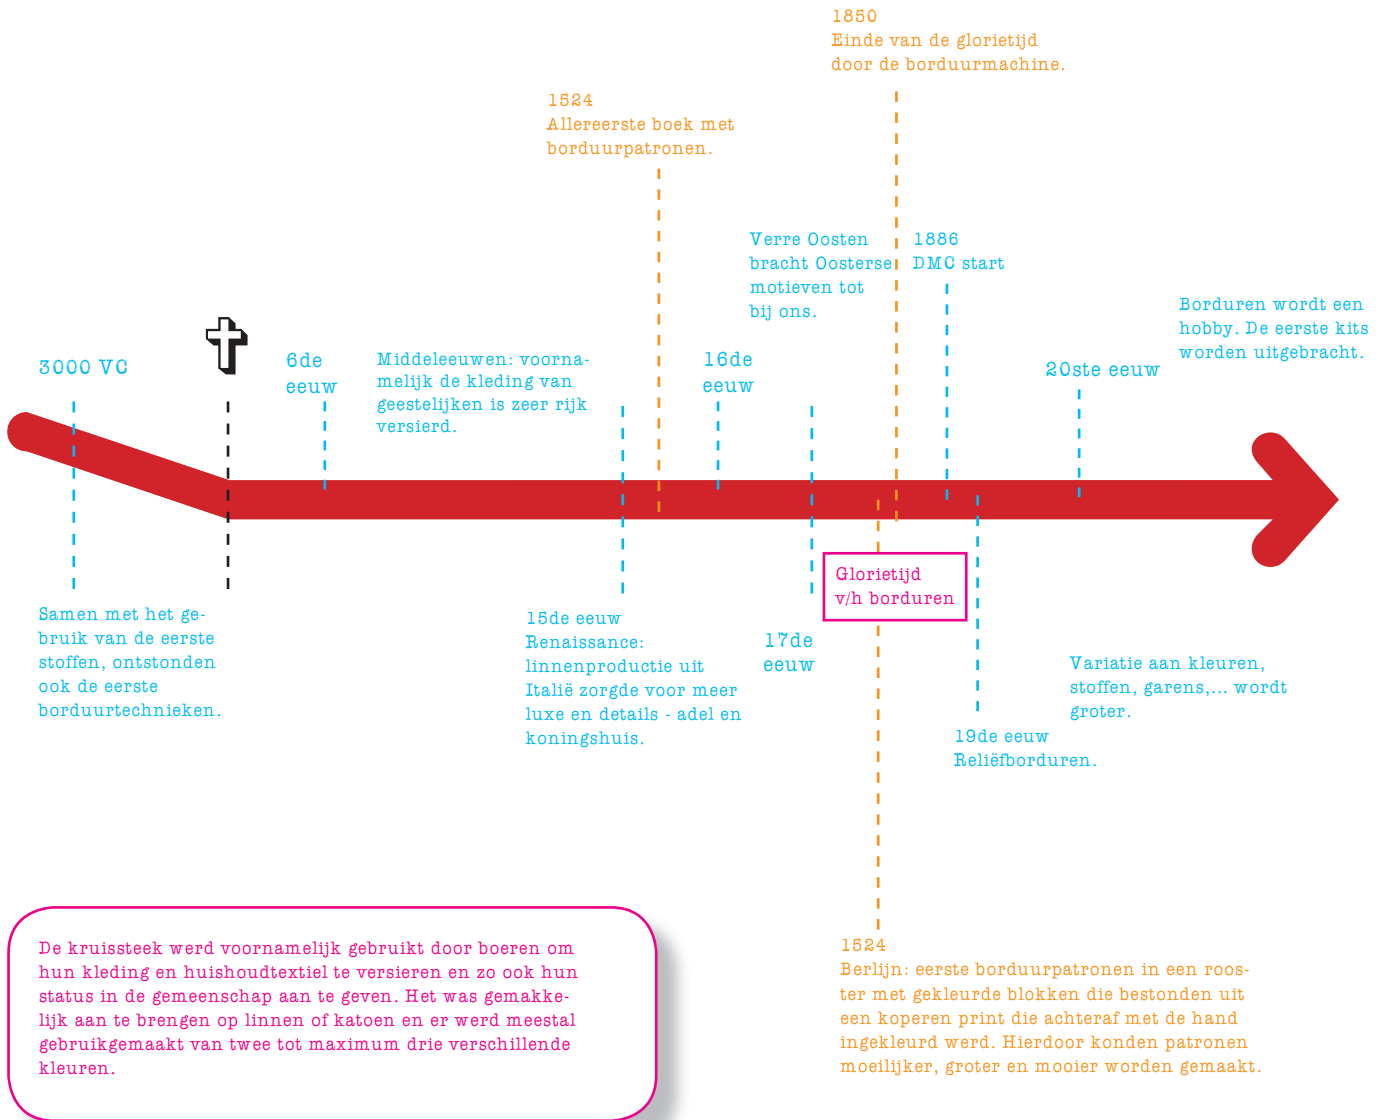 1850
Einde van de glorietijd
door de borduurmachine.
1524
Allereerste boek met
borduurpatronen.
Verre Oosten
bracht Oosterse
motieven tot
bij ons.
1886
DMC start
Borduren wordt een
hobby. De eerste kits
worden uitgebracht.
3000 VC
6de
eeuw
Middeleeuwen: voorna-
melijk de kleding van
geestelijken is zeer rijk
versierd.
16de
eeuw
20ste eeuw
Glorietijd
v/h borduren
Samen met het ge-
bruik van de eerste
stoffen, ontstonden
ook de eerste
borduurtechnieken.
15de eeuw
Renaissance:
linnenproductie uit
Italië zorgde voor meer
luxe en details - adel en
koningshuis.
17de
eeuw
Variatie aan kleuren,
stoffen, garens,... wordt
groter.
19de eeuw
Reliëfborduren.
De kruissteek werd voornamelijk gebruikt door boeren om
hun kleding en huishoudtextiel te versieren en zo ook hun
status in de gemeenschap aan te geven. Het was gemakke-
lijk aan te brengen op linnen of katoen en er werd meestal
gebruikgemaakt van twee tot maximum drie verschillende
kleuren.
1524
Berlijn: eerste borduurpatronen in een roos-
ter met gekleurde blokken die bestonden uit
een koperen print die achteraf met de hand
ingekleurd werd. Hierdoor konden patronen
moeilijker, groter en mooier worden gemaakt.